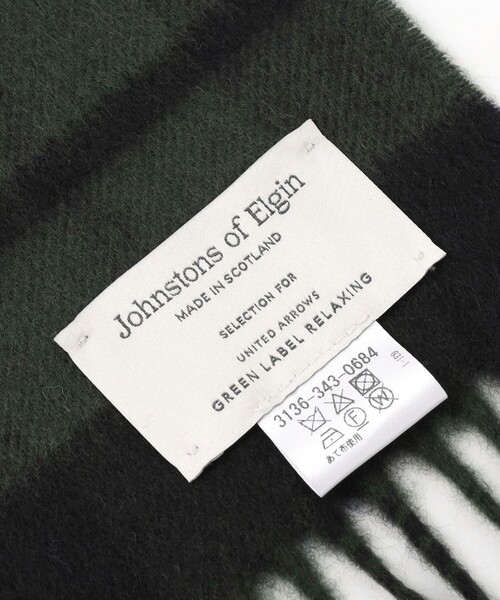 Johnstons of Elgin
MADE IN SCOTLAND
SELECTION FOR
UNITED ARROWS
GREEN LABEL RELAXING
3136-343-0684
F
W
あて布使用